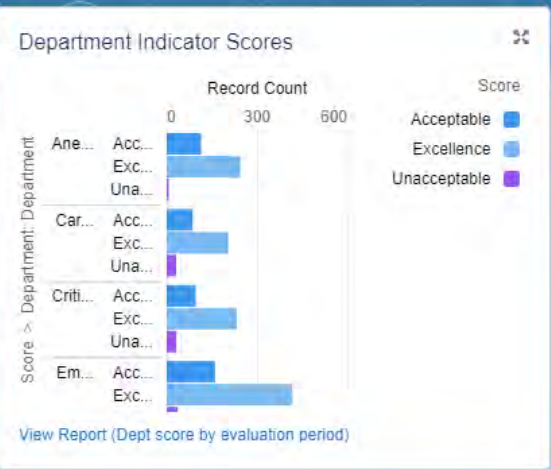 Department Indicator Scores
Record Count
Score
0 300 600
Acceptable
Excellence
Unacceptable
Score > Department: Department
Ane... Acc...
Exc...
Una...
Car... Acc...
Exc...
Una...
Criti... Acc...
Exc...
Una...
Em... Acc...
Exc...
View Report (Dept score by evaluation period)